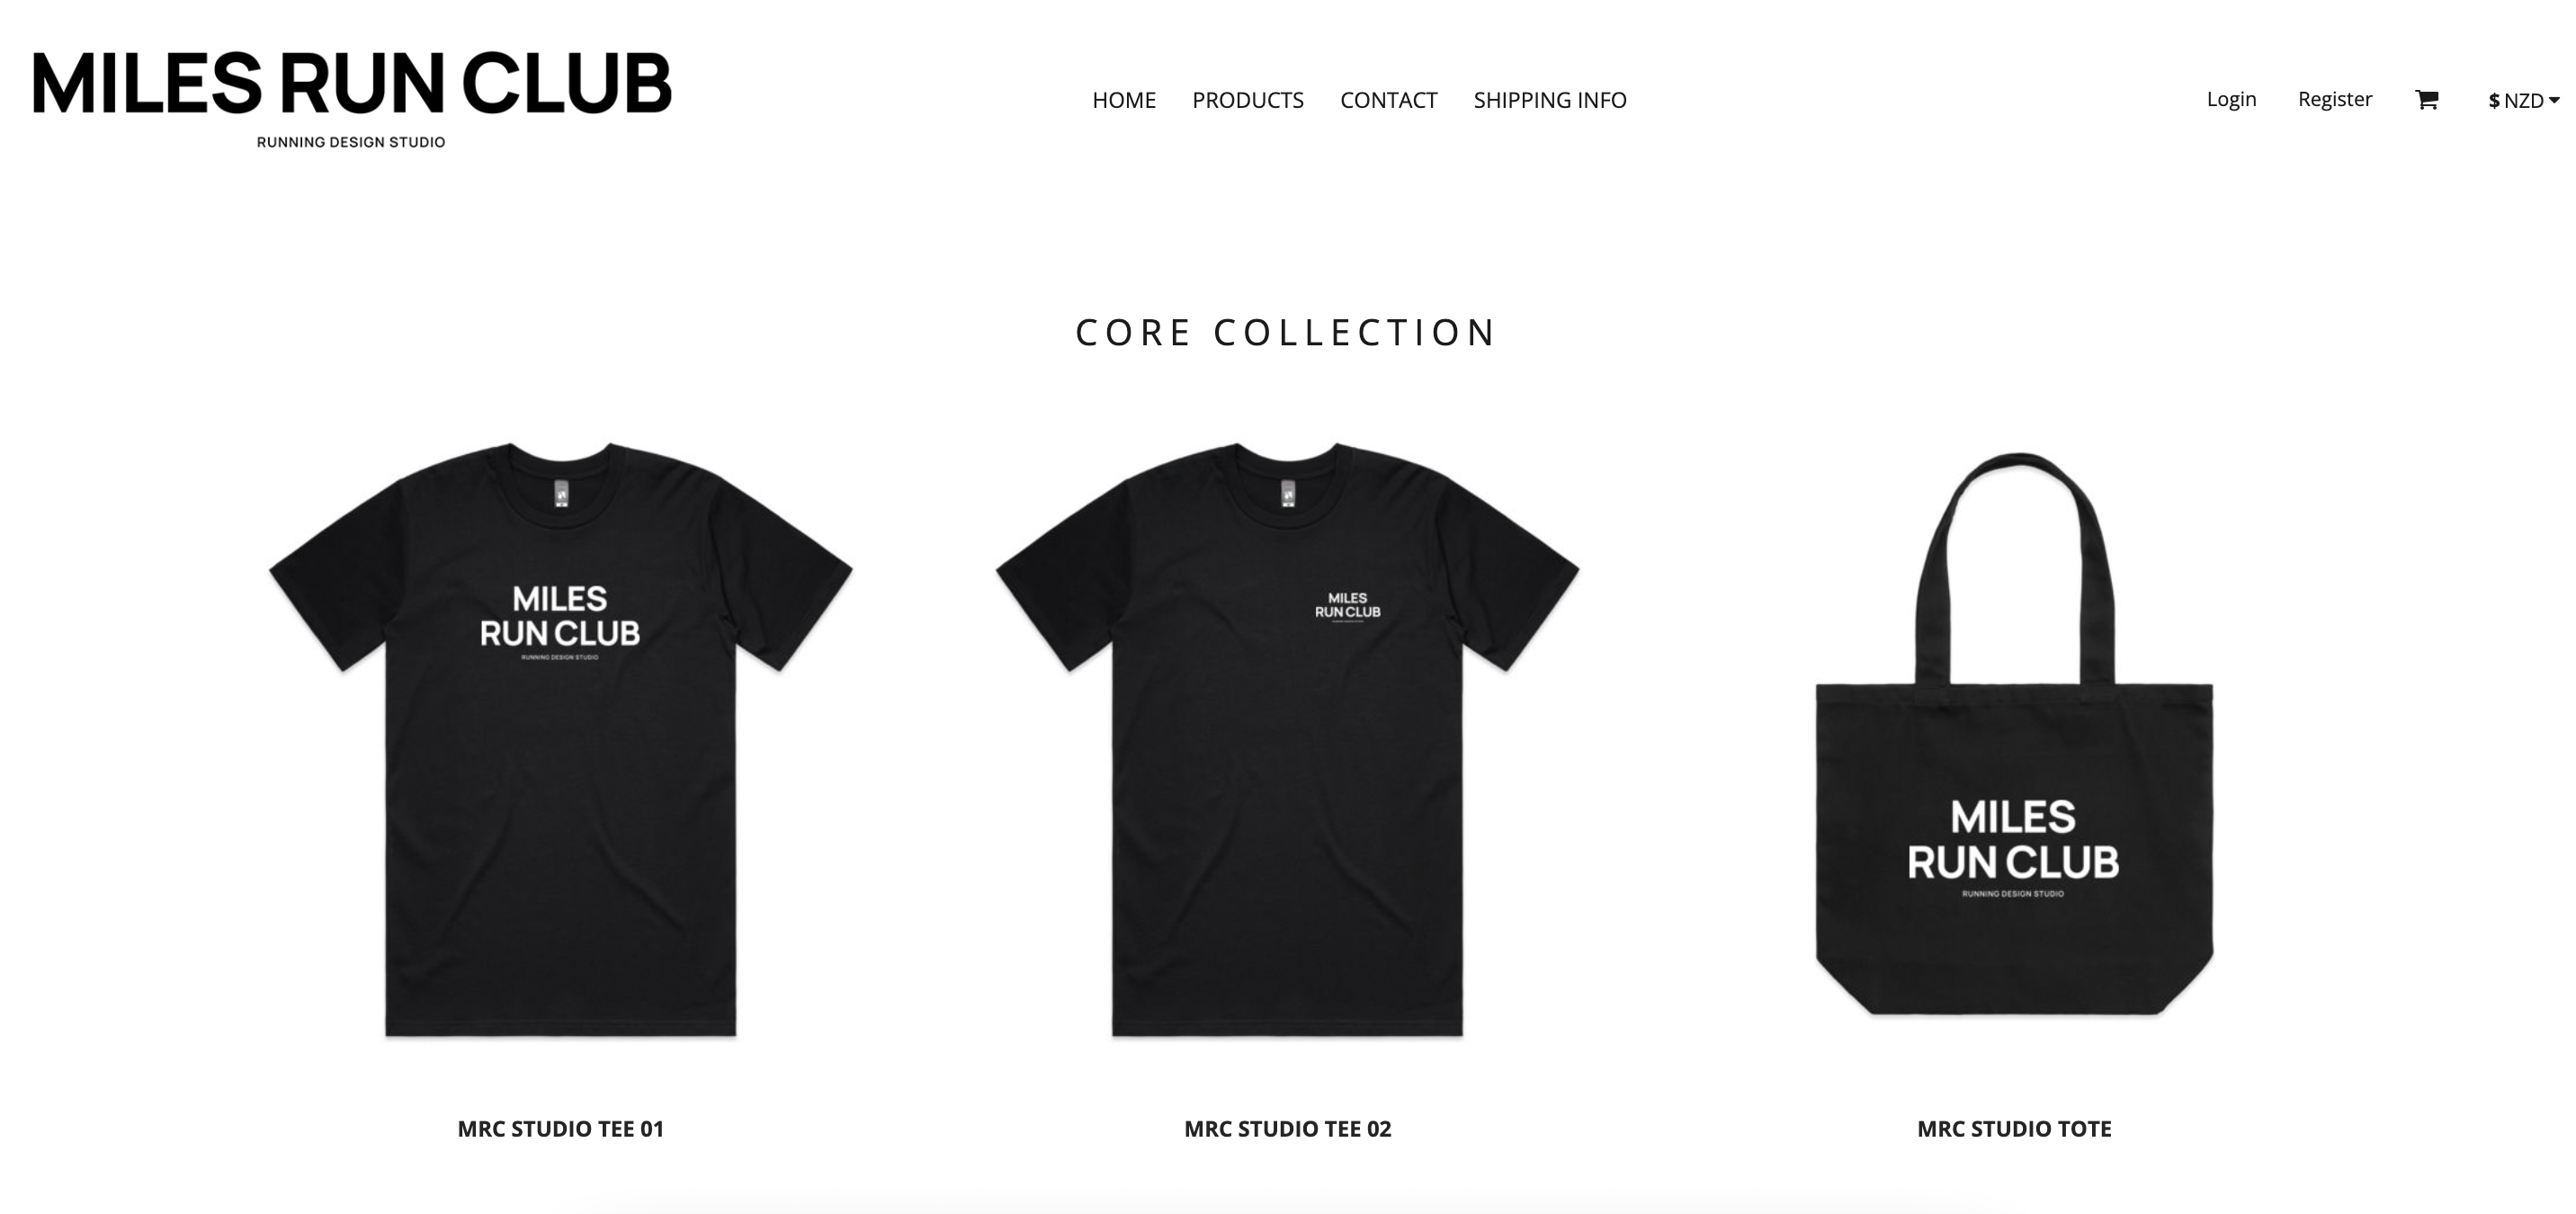 MILES RUN CLUB
RUNNING DESIGN STUDIO
HOME PRODUCTS CONTACT SHIPPING INFO
Login Register $ NZD
CORE COLLECTION
MILES
RUN CLUB
RUNNING DESIGN STUDIO
MILES
RUN CLUB
MILES
RUN CLUB
RUNNING DESIGN STUDIO
MRC STUDIO TEE 01
MRC STUDIO TEE 02
MRC STUDIO TOTE